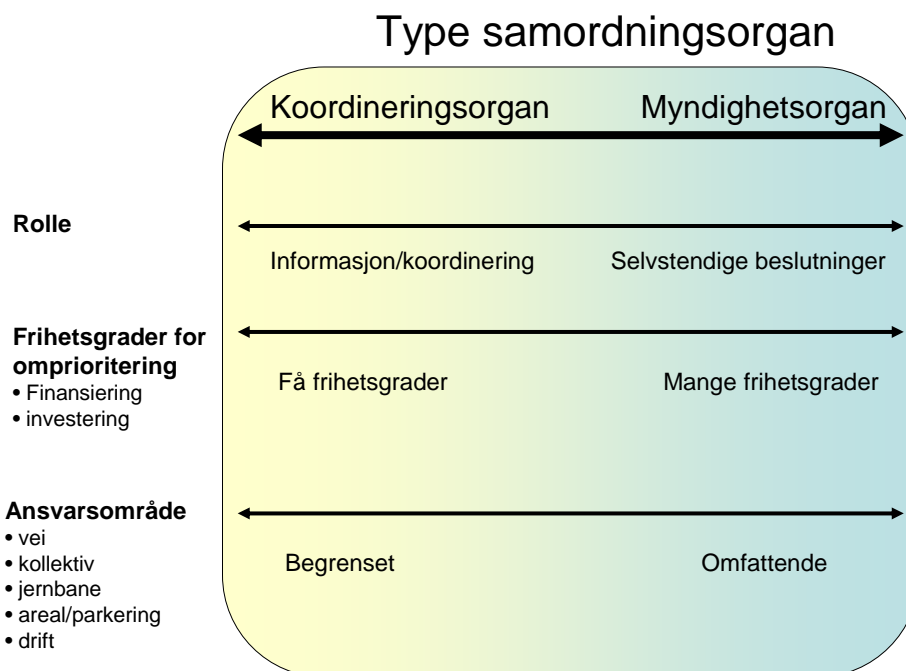 Type samordningsorgan
Koordineringsorgan Myndighetsorgan
Rolle
Informasjon/koordinering Selvstendige beslutninger
Frihetsgrader for
omprioritering
• Finansiering
• investering
Få frihetsgrader Mange frihetsgrader
Ansvarsområde
• vei
• kollektiv
• jernbane
• areal/parkering
• drift
Begrenset Omfattende